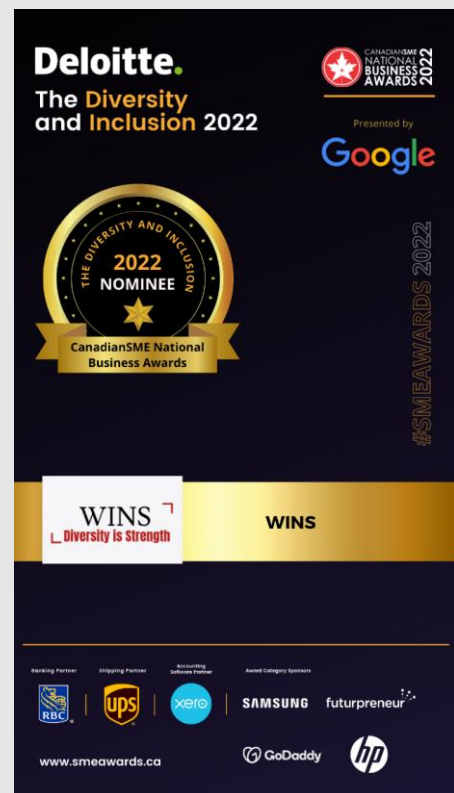 Deloitte.
The Diversity
and Inclusion 2022
CANADIANSME
NATIONAL
BUSINESS
AWARDS
2022
Presented by
Google
THE DIVERSITY AND INCLUSION
2022
NOMINEE
CanadianSME National
Business Awards
#SMEAWARDS 2022
WINS
Diversity is Strength
WINS
Banking Partner
Shipping Partner
Accounting
Software Partner
Award Category Sponsors
RBC
ups
xero
SAMSUNG
futurpreneur
www.smeawards.ca
GoDaddy
hp